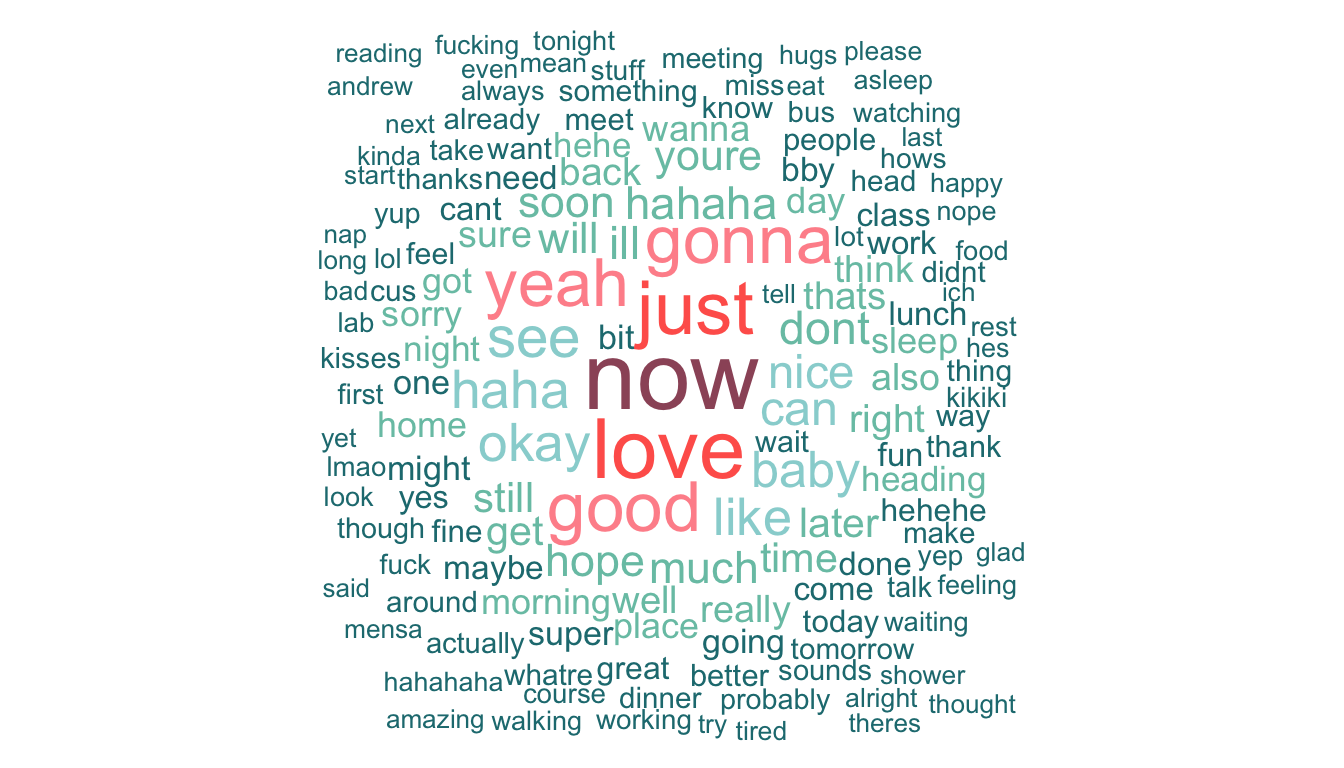 reading fucking tonight meeting hugs please
even mean stuff
andrew always something miss eat asleep
next already meet know bus watching
wanna people last
kinda take want hehe youre hows
start thanks need back bby head happy
yup cant soon hahaha day class nope
nap sure will ill gonna lot work food
long lol feel think didnt
bad cus got yeah just tell thats ich
lab sorry see bit dont lunch rest
kisses night sleep hes
first one haha now nice also thing
can kikiki
home right way
yet okay love wait fun thank
lmao might baby heading
look yes still good like later hehehe
though fine get make
fuck maybe hope much time done yep glad
said come talk feeling
around morning well really
mensa super place today waiting
actually going tomorrow
hahahaha whatre great better sounds shower
course dinner probably alright thought
amazing walking working try tired theres